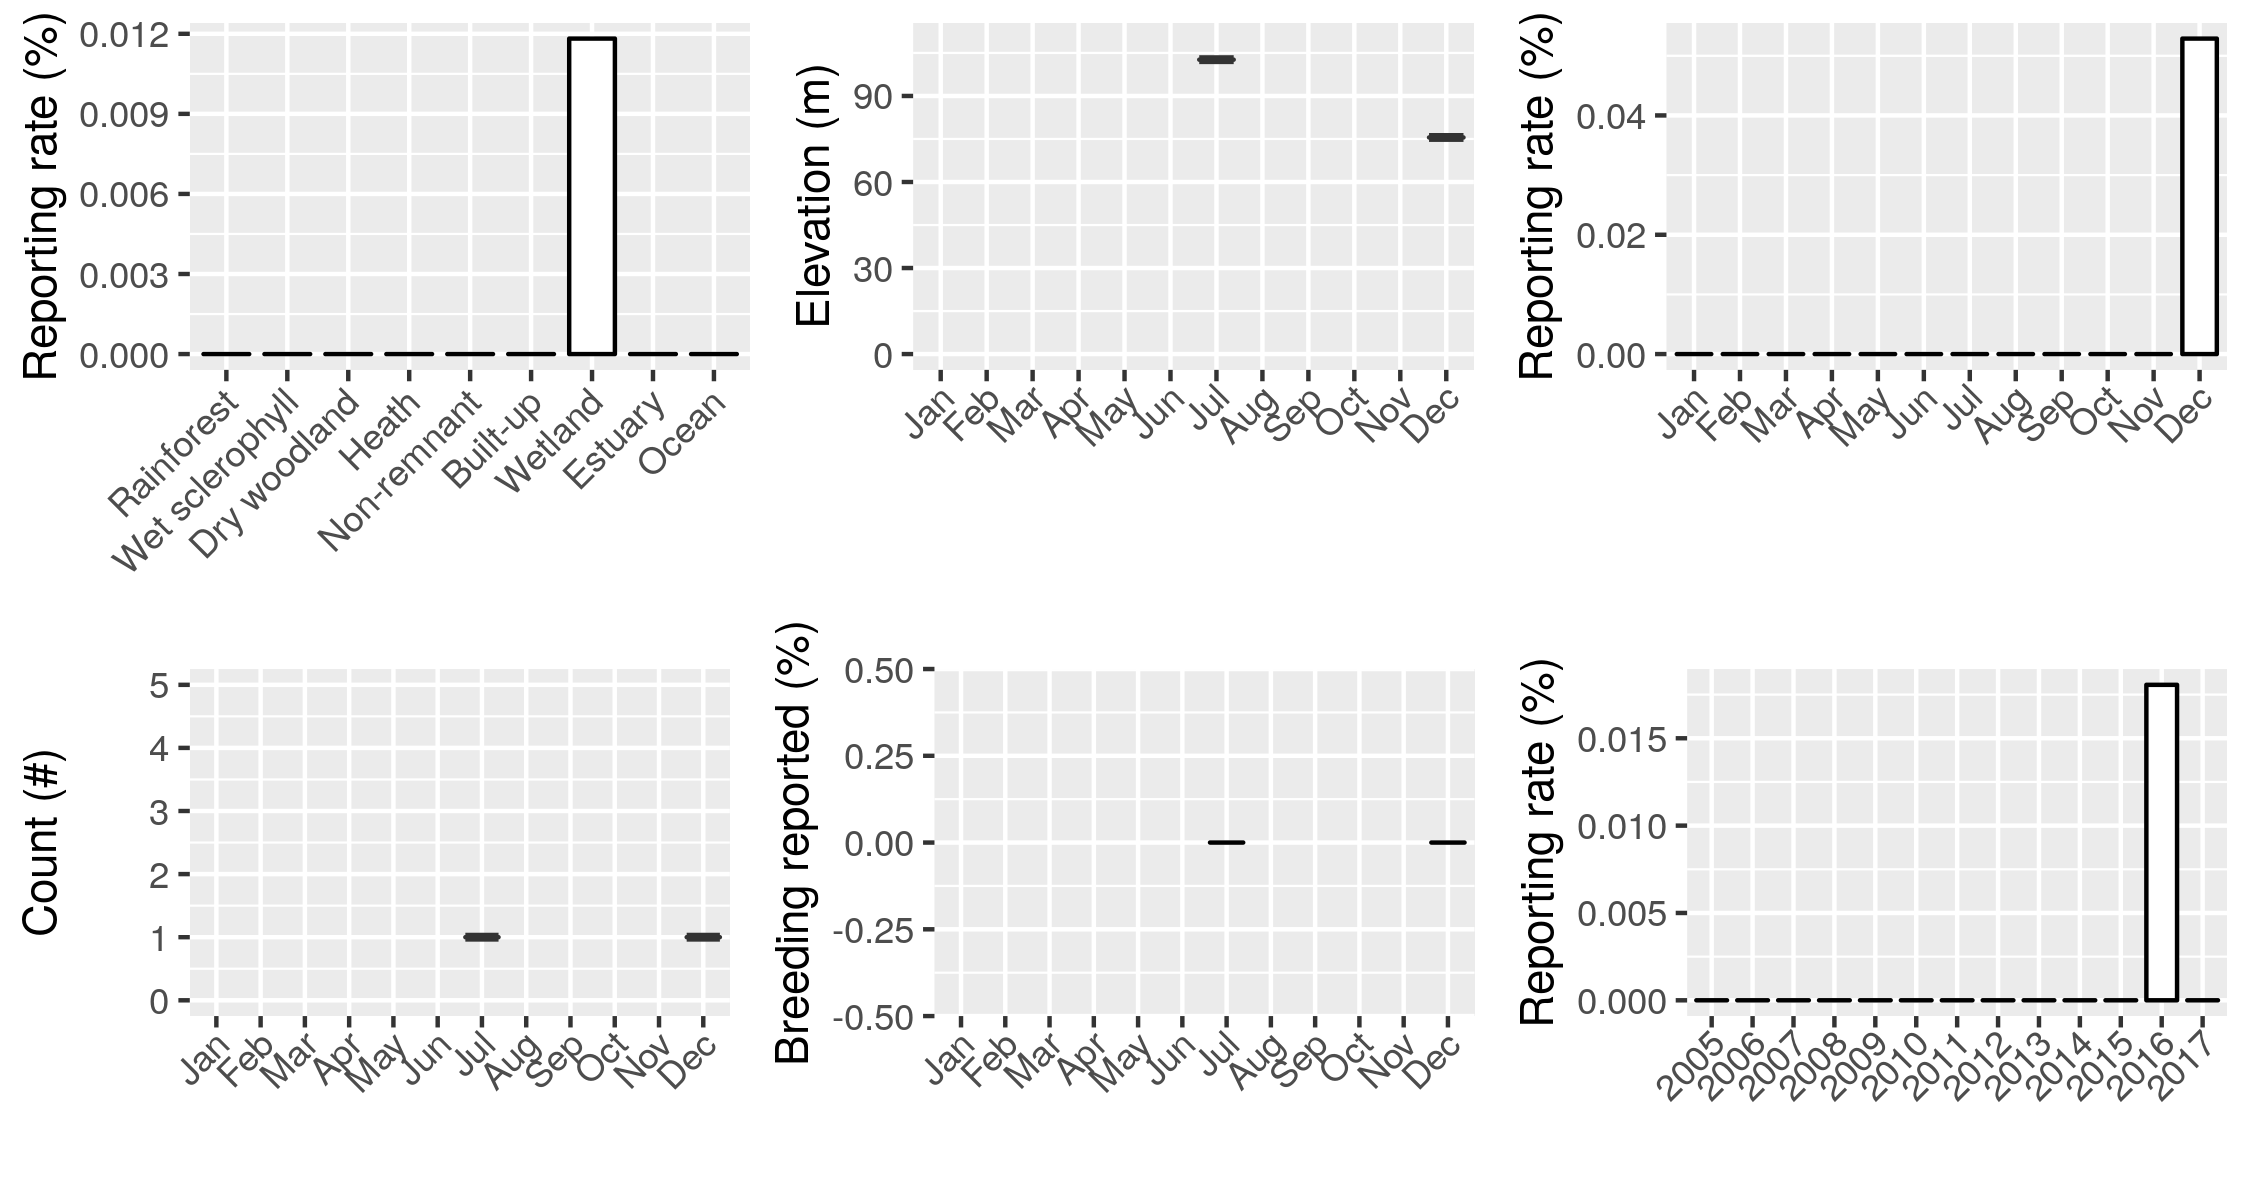 Reporting rate (%)
0.012
0.009
0.006
0.003
0.000
Rainforest
Wet sclerophyll
Dry woodland
Heath
Non-remnant
Built-up
Wetland
Estuary
Ocean
Elevation (m)
90
60
30
0
Jan
Feb
Mar
Apr
May
Jun
Jul
Aug
Sep
Oct
Nov
Dec
Reporting rate (%)
0.04
0.02
0.00
Jan
Feb
Mar
Apr
May
Jun
Jul
Aug
Sep
Oct
Nov
Dec
Count (#)
5
4
3
2
1
0
Jan
Feb
Mar
Apr
May
Jun
Jul
Aug
Sep
Oct
Nov
Dec
Breeding reported (%)
0.50
0.25
0.00
-0.25
-0.50
Jan
Feb
Mar
Apr
May
Jun
Jul
Aug
Sep
Oct
Nov
Dec
Reporting rate (%)
0.015
0.010
0.005
0.000
2005
2006
2007
2008
2009
2010
2011
2012
2013
2014
2015
2016
2017